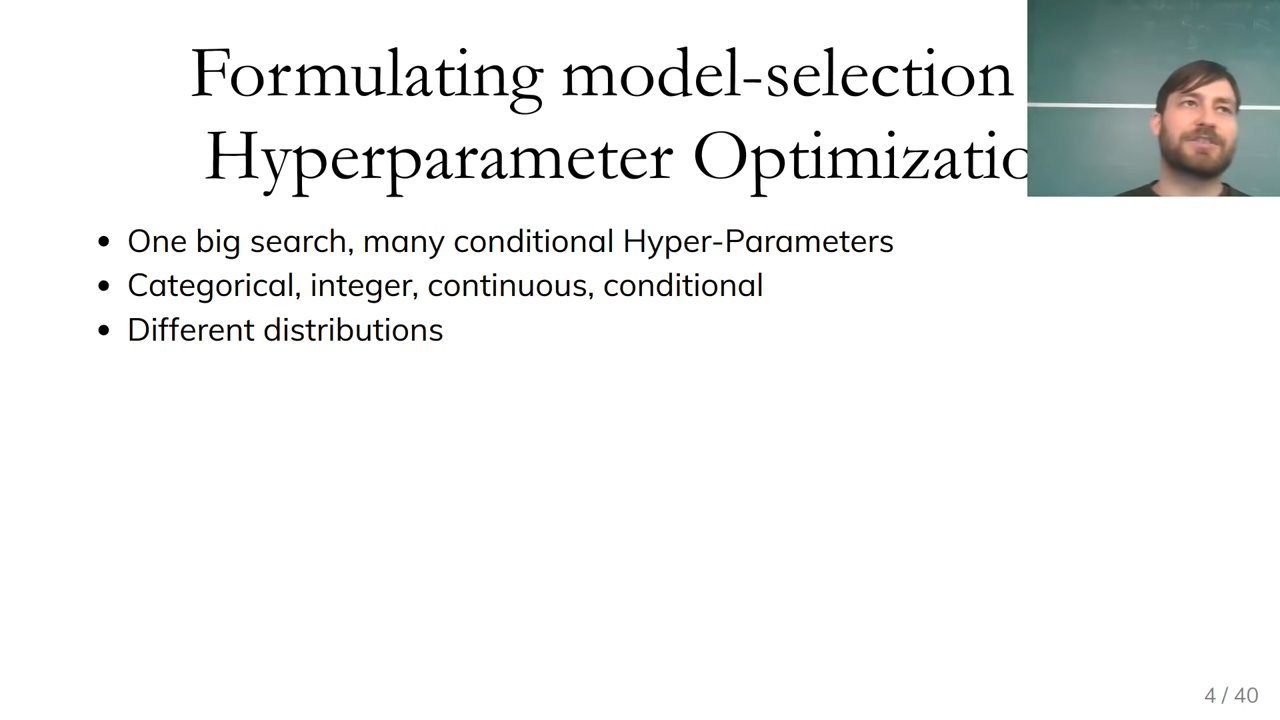 Formulating model-selection
Hyperparameter Optimizatio
• One big search, many conditional Hyper-Parameters
• Categorical, integer, continuous, conditional
• Different distributions
4 / 40